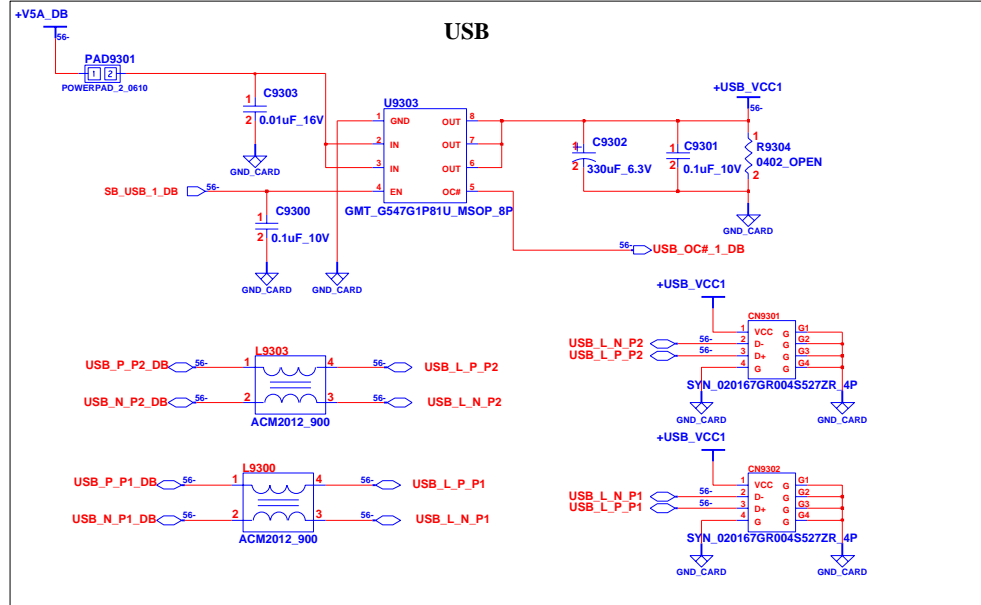 USB
+V5A_DB
56-
PAD9301
1 2
POWERPAD_2_0610
1
C9303
2
0.01uF_16V
GND_CARD
U9303
1 GND OUT 8
2 IN OUT 7
3 IN OUT 6
4 EN OC# 5
GMT_G547G1P81U_MSOP_8P
SB_USB_1_DB 56-
1
C9300
2
0.1uF_10V
GND_CARD
GND_CARD
+USB_VCC1
56-
1
+
C9302
2
330uF_6.3V
1
C9301
2
0.1uF_10V
1
R9304
0402_OPEN
2
GND_CARD
56- USB_OC#_1_DB
L9303
USB_P_P2_DB 56- 1 4 56- USB_L_P_P2
USB_N_P2_DB 56- 2 3 56- USB_L_N_P2
ACM2012_900
L9300
USB_P_P1_DB 56- 1 4 56- USB_L_P_P1
USB_N_P1_DB 56- 2 3 56- USB_L_N_P1
ACM2012_900
+USB_VCC1
CN9301
1 VCC G G1
USB_L_N_P2 56- 2 D- G G2
USB_L_P_P2 56- 3 D+ G G3
4 G G G4
SYN_020167GR004S527ZR_4P
GND_CARD
GND_CARD
+USB_VCC1
56-
CN9302
1 VCC G G1
USB_L_N_P1 56- 2 D- G G2
USB_L_P_P1 56- 3 D+ G G3
4 G G G4
SYN_020167GR004S527ZR_4P
GND_CARD
GND_CARD